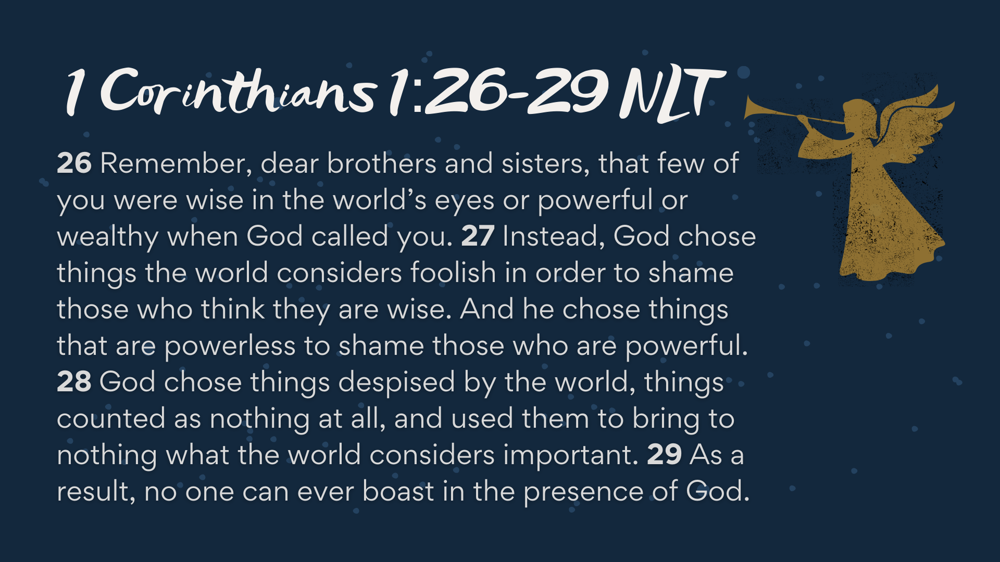 1 Corinthians 1:26-29 NLT
26 Remember, dear brothers and sisters, that few of
you were wise in the world’s eyes or powerful or
wealthy when God called you. 27 Instead, God chose
things the world considers foolish in order to shame
those who think they are wise. And he chose things
that are powerless to shame those who are powerful.
28 God chose things despised by the world, things
counted as nothing at all, and used them to bring to
nothing what the world considers important. 29 As a
result, no one can ever boast in the presence of God.